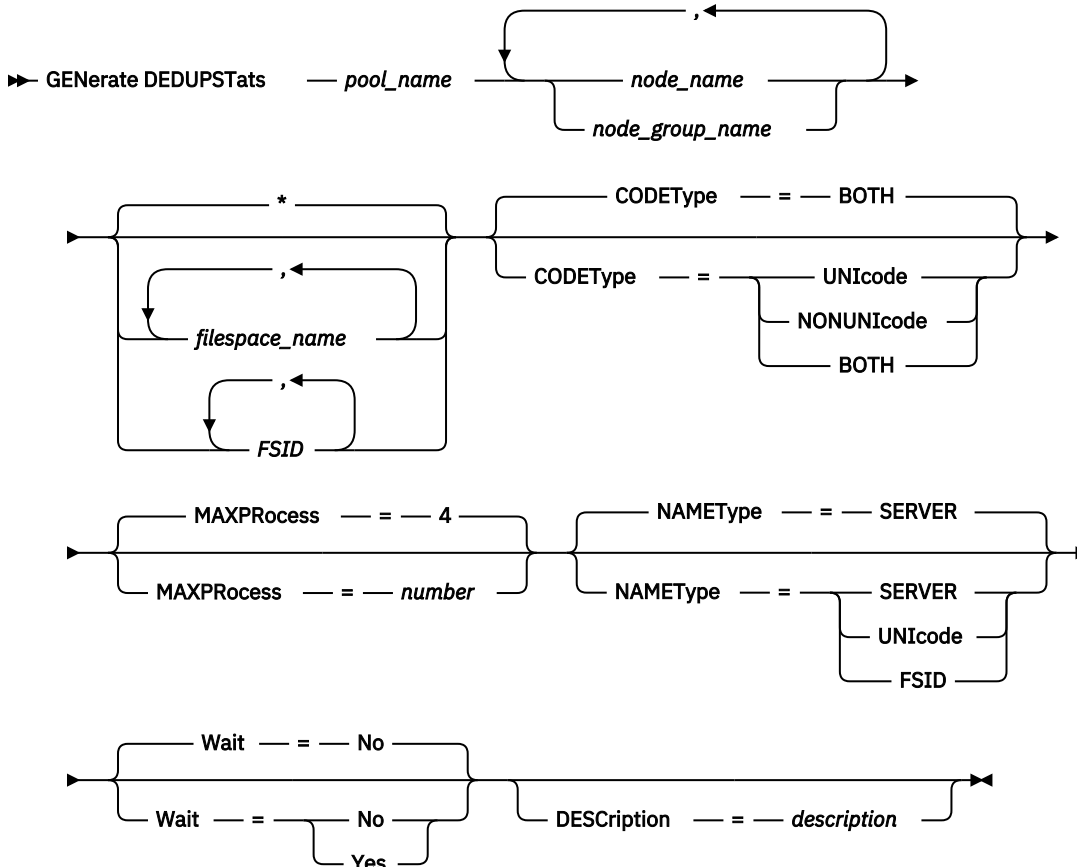 ,
GENerate DEDUPSTats pool_name node_name
node_group_name
*
,
filespace_name
,
FSID
CODEType = BOTH
CODEType = UNIcode
NONUNIcode
BOTH
MAXPRocess = 4
MAXPRocess = number
NAMEType = SERVER
NAMEType = SERVER
UNIcode
FSID
Wait = No
Wait = No
Yes
DESCription = description